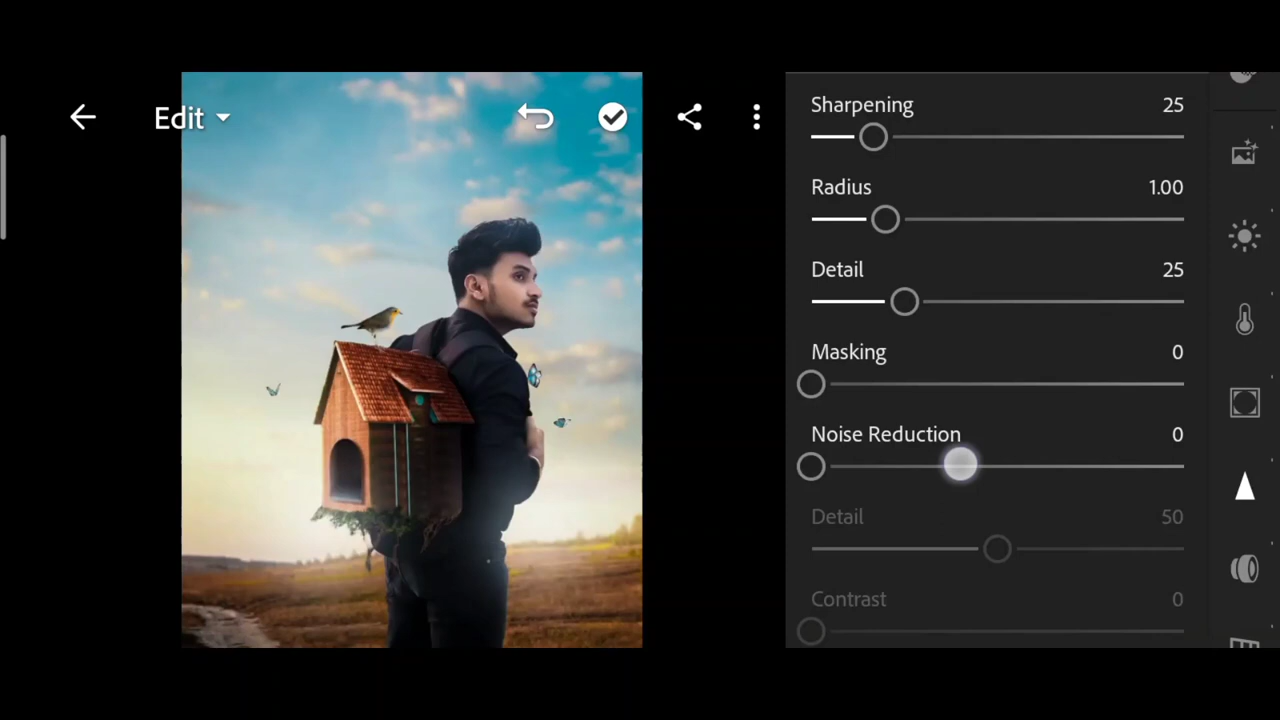 Edit
Sharpening 25
Radius 1.00
Detail 25
Masking 0
Noise Reduction 0
Detail 50
Contrast 0